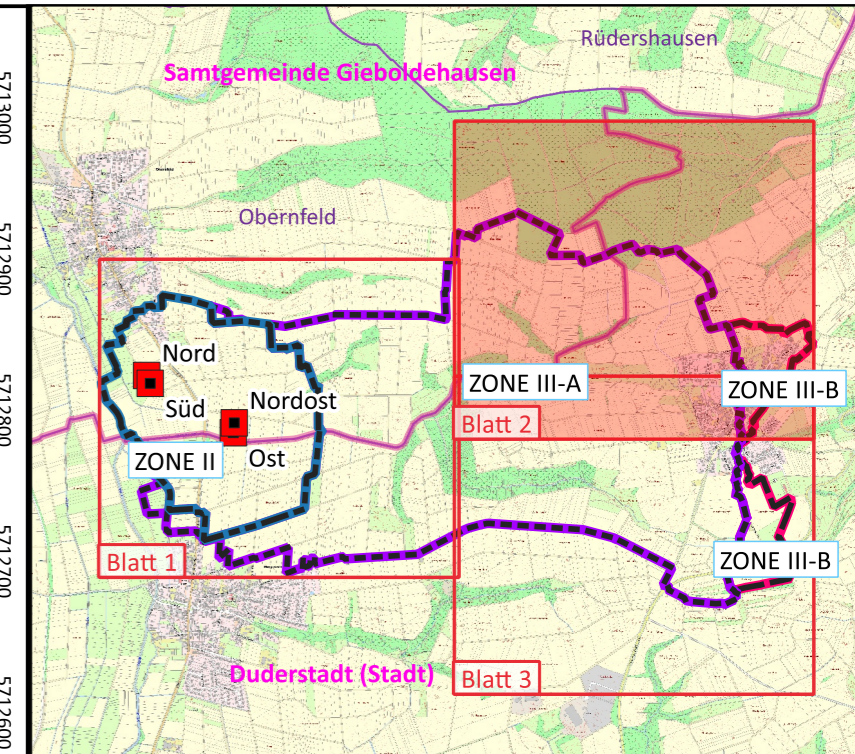 Rüdershausen
Samtgemeinde Gieboldehausen
5713000
Obernfeld
5712900
Nord
ZONE III-A
ZONE III-B
Süd
Nordost
5712800
Blatt 2
Ost
ZONE II
Blatt 1
ZONE III-B
5712700
Duderstadt (Stadt)
Blatt 3
5712600